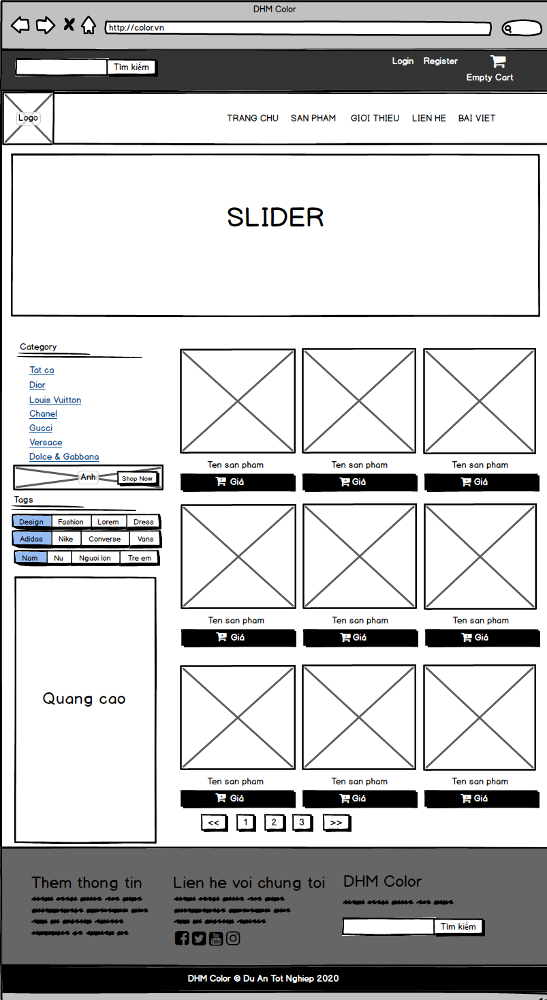 DHM Color
http://color.vn
Tìm kiếm
Login Register
Empty Cart
Logo
TRANG CHU SAN PHAM GIOI THIEU LIEN HE BAI VIET
SLIDER
Category
Tat ca
Dior
Louis Vuitton
Chanel
Gucci
Versace
Dolce & Gabbana
Anh Shop Now
Tags
Design Fashion Lorem Dress
Adidas Nike Converse Vans
Nam Nu Nguoi lon Tre em
Quang cao
Ten san pham Ten san pham Ten san pham
Giá Giá Giá
Ten san pham Ten san pham Ten san pham
Giá Giá Giá
Ten san pham Ten san pham Ten san pham
Giá Giá Giá
<< 1 2 3 >>
Them thong tin
Lien he voi chung toi
You Tube
DHM Color
Tìm kiếm
DHM Color © Du An Tot Nghiep 2020